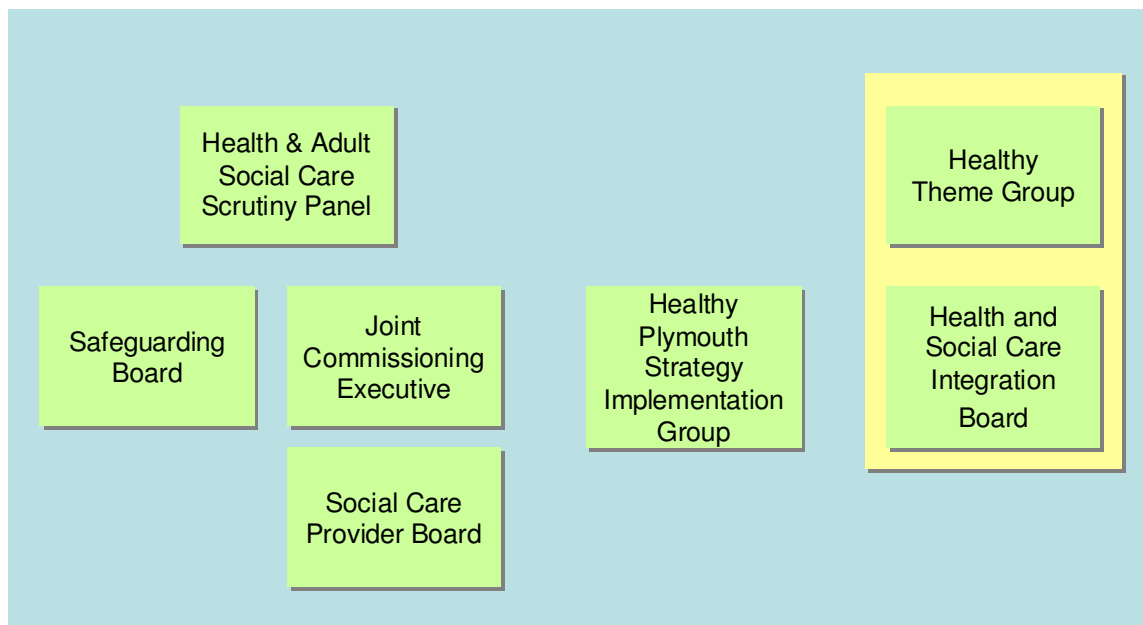 Health & Adult
Social Care
Scrutiny Panel
Healthy
Theme Group
Safeguarding
Board
Joint
Commissioning
Executive
Healthy
Plymouth
Strategy
Implementation
Group
Health and
Social Care
Integration
Board
Social Care
Provider Board